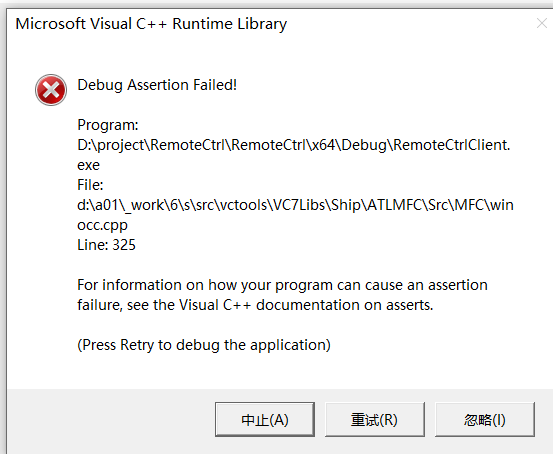 Microsoft Visual C++ Runtime Library
Debug Assertion Failed!
Program:
D:\project\RemoteCtrl\RemoteCtrl\x64\Debug\RemoteCtrlClient.
exe
File:
d:\a01\_work\6\s\src\vctools\VC7Libs\Ship\ATLMFC\Src\MFC\win
occ.cpp
Line: 325
For information on how your program can cause an assertion
failure, see the Visual C++ documentation on asserts.
(Press Retry to debug the application)
中止(A) 重试(R) 忽略(I)